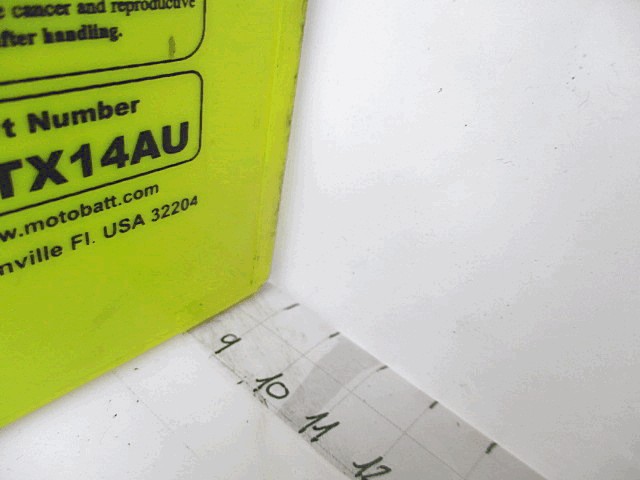 cancer and reproductive
after handling.
t Number
TX14AU
w.motobatt.com
nville Fl. USA 32204
9
10
11
12